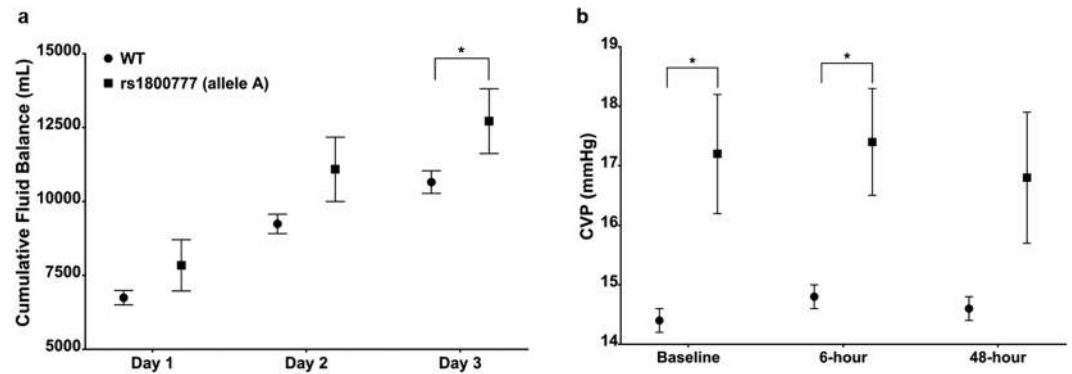 a
15000
12500
10000
7500
5000
Cumulative Fluid Balance (mL)
WT
rs1800777 (allele A)
*
Day 1 Day 2 Day 3
b
19
18
17
16
15
14
CVP (mmHg)
* *
Baseline 6-hour 48-hour